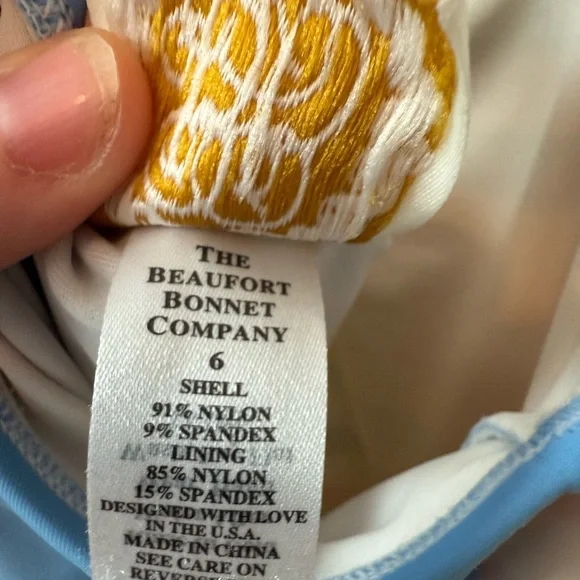 THE
BEAUFORT
BONNET
COMPANY
6
SHELL
91% NYLON
9% SPANDEX
LINING
85% NYLON
15% SPANDEX
DESIGNED WITH LOVE
IN THE U.S.A.
MADE IN CHINA
SEE CARE ON
REVERSE